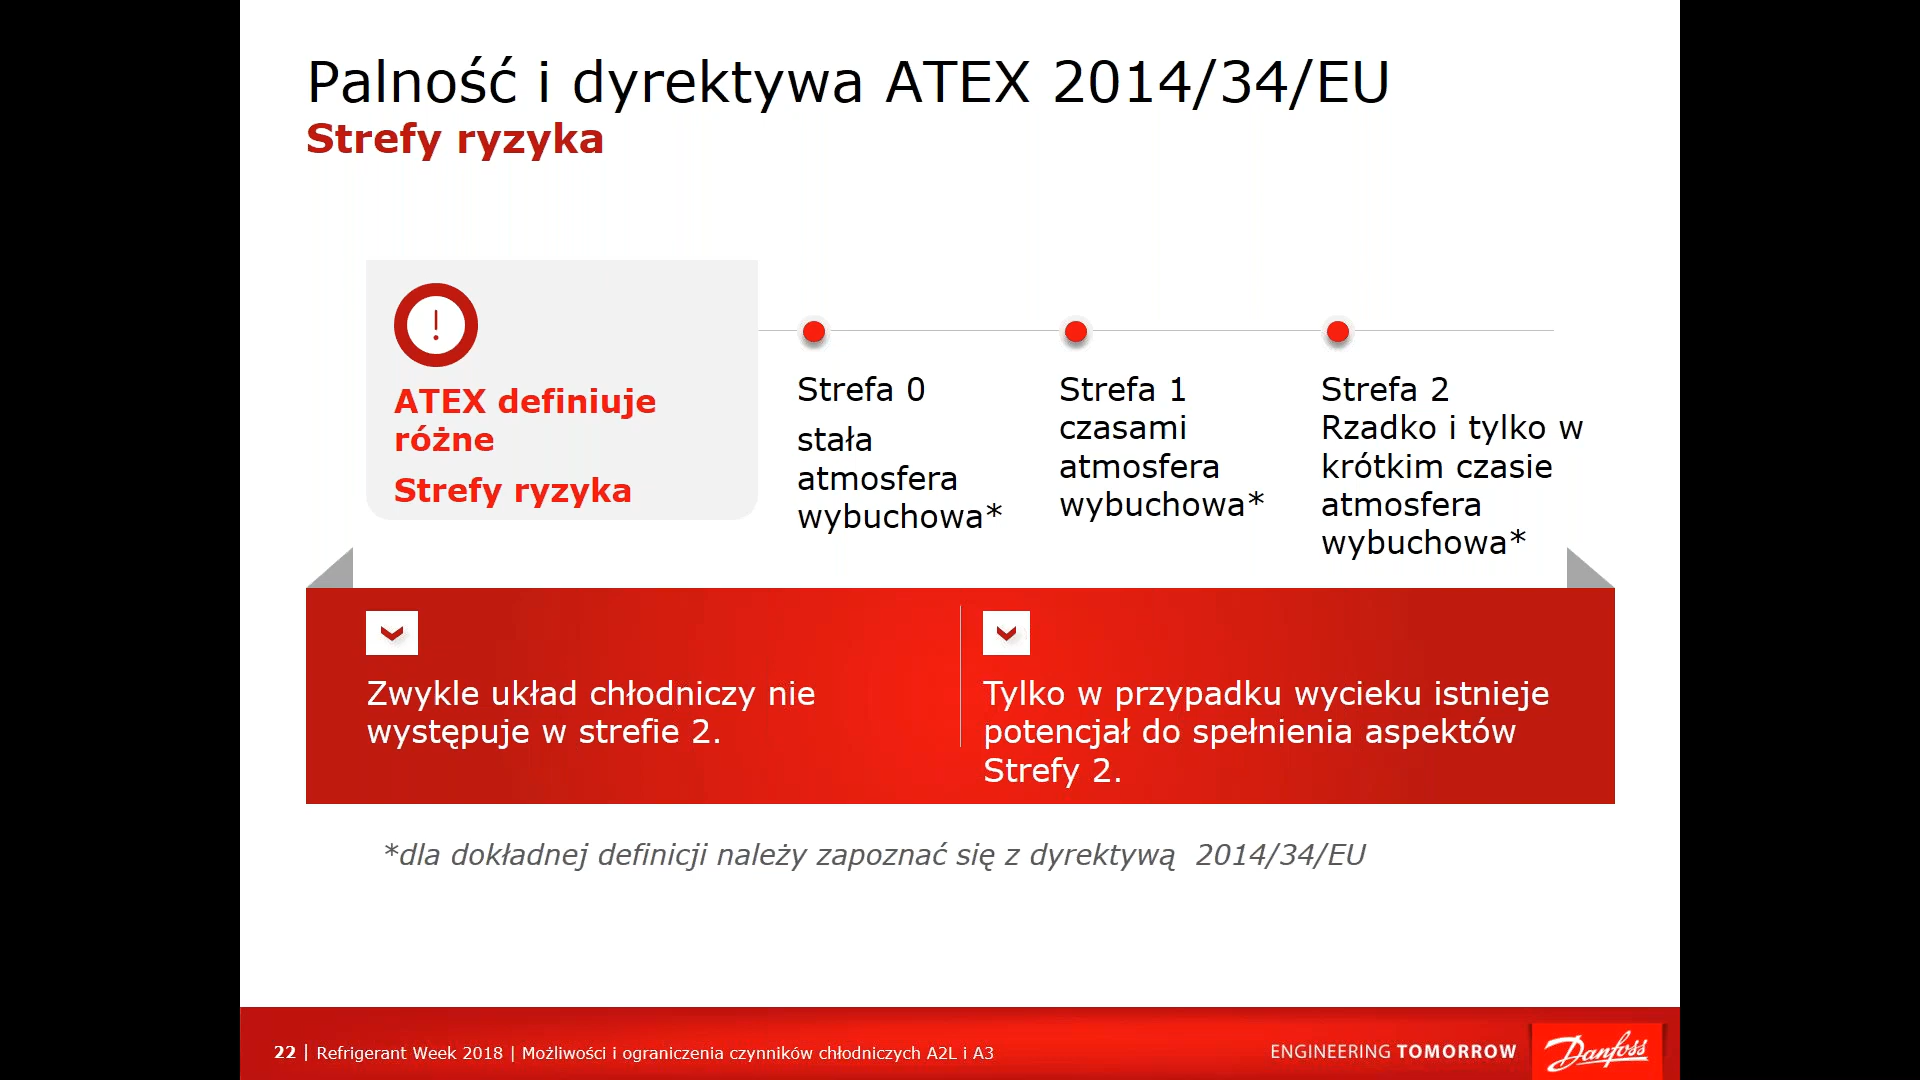 Palność i dyrektywa ATEX 2014/34/EU
Strefy ryzyka
!
ATEX definiuje
różne
Strefy ryzyka
Strefa 0
stała
atmosfera
wybuchowa*
Strefa 1
czasami
atmosfera
wybuchowa*
Strefa 2
Rzadko i tylko w
krótkim czasie
atmosfera
wybuchowa*
Zwykle układ chłodniczy nie
występuje w strefie 2.
Tylko w przypadku wycieku istnieje
potencjał do spełnienia aspektów
Strefy 2.
*dla dokładnej definicji należy zapoznać się z dyrektywą  2014/34/EU
22 | Refrigerant Week 2018 | Możliwości i ograniczenia czynników chłodniczych A2L i A3
ENGINEERING TOMORROW
Danfoss